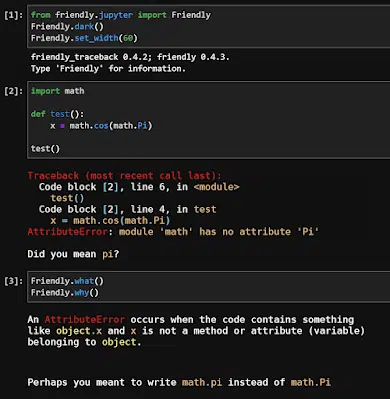 [1]: from friendly.jupyter import Friendly
Friendly.dark()
Friendly.set_width(60)
friendly_traceback 0.4.2; friendly 0.4.3.
Type 'Friendly' for information.
[2]: import math
def test():
    x = math.cos(math.Pi)
test()
Traceback (most recent call last):
  Code block [2], line 6, in <module>
    test()
  Code block [2], line 4, in test
    x = math.cos(math.Pi)
AttributeError: module 'math' has no attribute 'Pi'
Did you mean pi?
[3]: Friendly.what()
Friendly.why()
An AttributeError occurs when the code contains something
like object.x and x is not a method or attribute (variable)
belonging to object.
Perhaps you meant to write math.pi instead of math.Pi